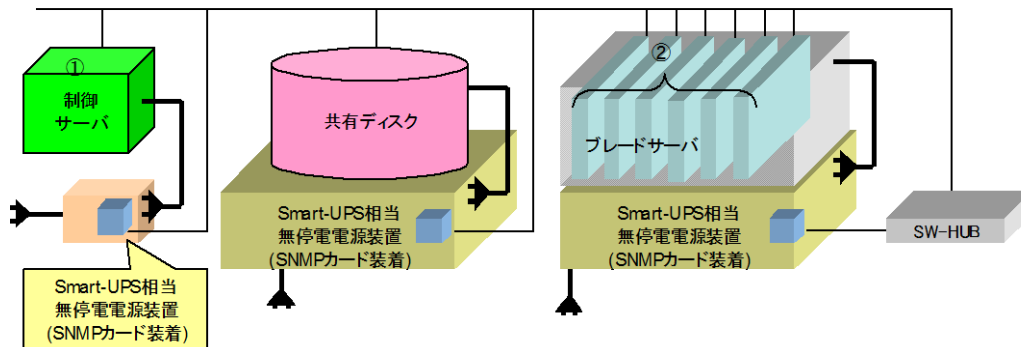 ①
制御
サーバ
共有ディスク
②
ブレードサーバ
Smart-UPS相当
無停電電源装置
(SNMPカード装着)
Smart-UPS相当
無停電電源装置
(SNMPカード装着)
SW-HUB
Smart-UPS相当
無停電電源装置
(SNMPカード装着)